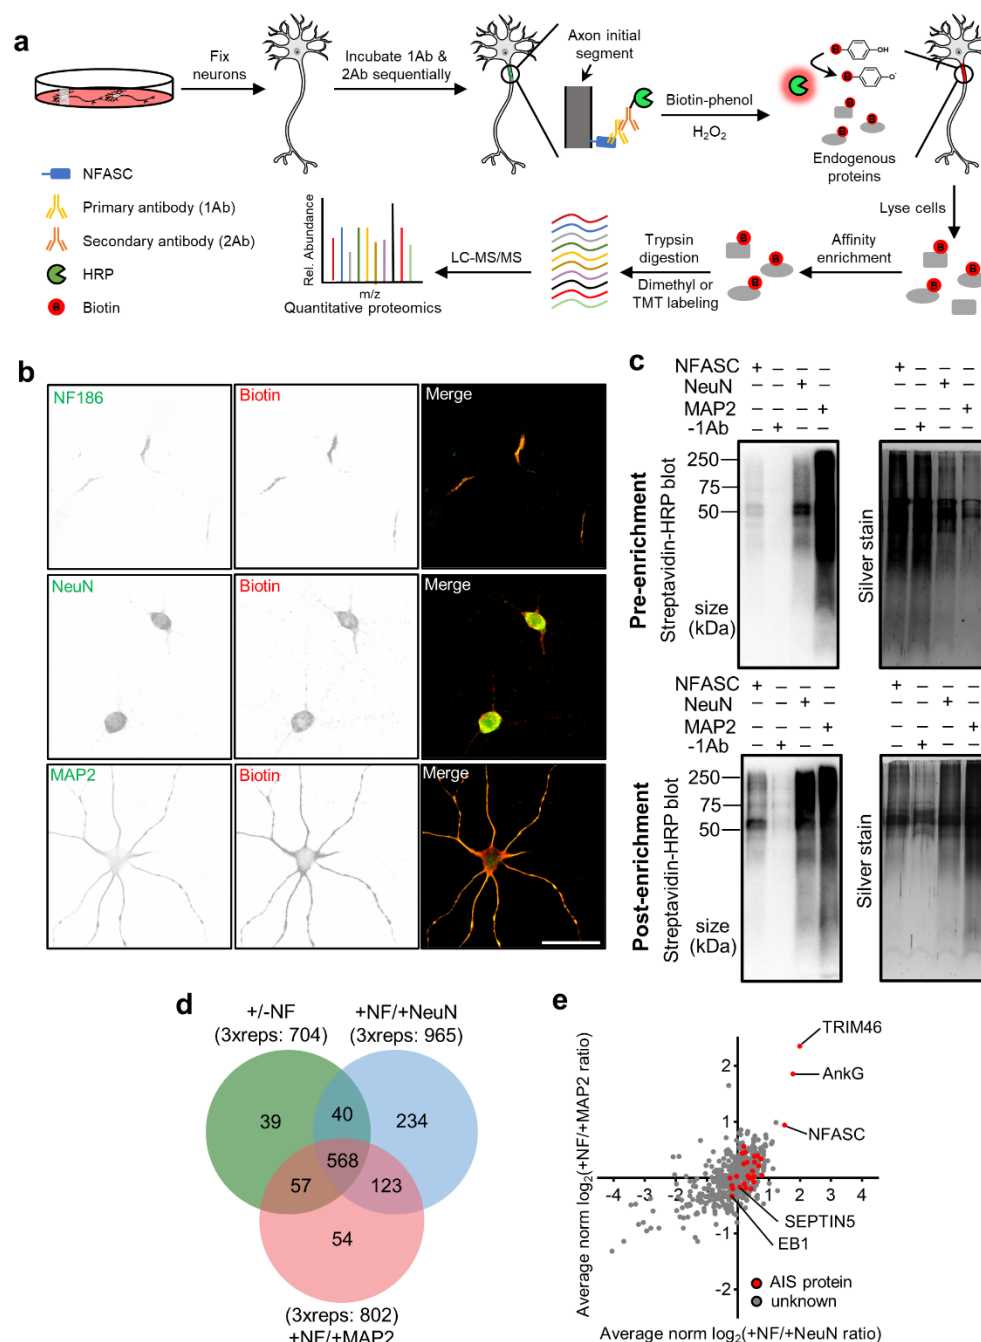 a
Fix
neurons
Incubate 1Ab &
2Ab sequentially
Axon initial
segment
Biotin-phenol
H2O2
B
OH
B
O·
B
B
B
B
Endogenous
proteins
NFASC
Primary antibody (1Ab)
Secondary antibody (2Ab)
HRP
B Biotin
Rel. Abundance
m/z
Quantitative proteomics
LC-MS/MS
Trypsin
digestion
Dimethyl or
TMT labeling
B
B
B
Affinity
enrichment
Lyse cells
B
B
B
b
NF186
Biotin
Merge
NeuN
Biotin
Merge
MAP2
Biotin
Merge
c
NFASC + – – – + – – –
NeuN – – + – – – + –
MAP2 – – – + – – – +
-1Ab – + – – – + – –
Pre-enrichment
Streptavidin-HRP blot
250
75
50
size
(kDa)
Silver stain
NFASC + – – – + – – –
NeuN – – + – – – + –
MAP2 – – – + – – – +
-1Ab – + – – – + – –
Post-enrichment
Streptavidin-HRP blot
250
75
50
size
(kDa)
Silver stain
d
+/-NF
(3xreps: 704)
+NF/+NeuN
(3xreps: 965)
39
40
234
568
57
123
54
(3xreps: 802)
+NF/+MAP2
e
Average norm log2(+NF/+MAP2 ratio)
2
1
-1
-2
-4
-3
-2
-1
1
2
3
4
TRIM46
AnkG
NFASC
SEPTIN5
EB1
AIS protein
unknown
Average norm log2(+NF/+NeuN ratio)